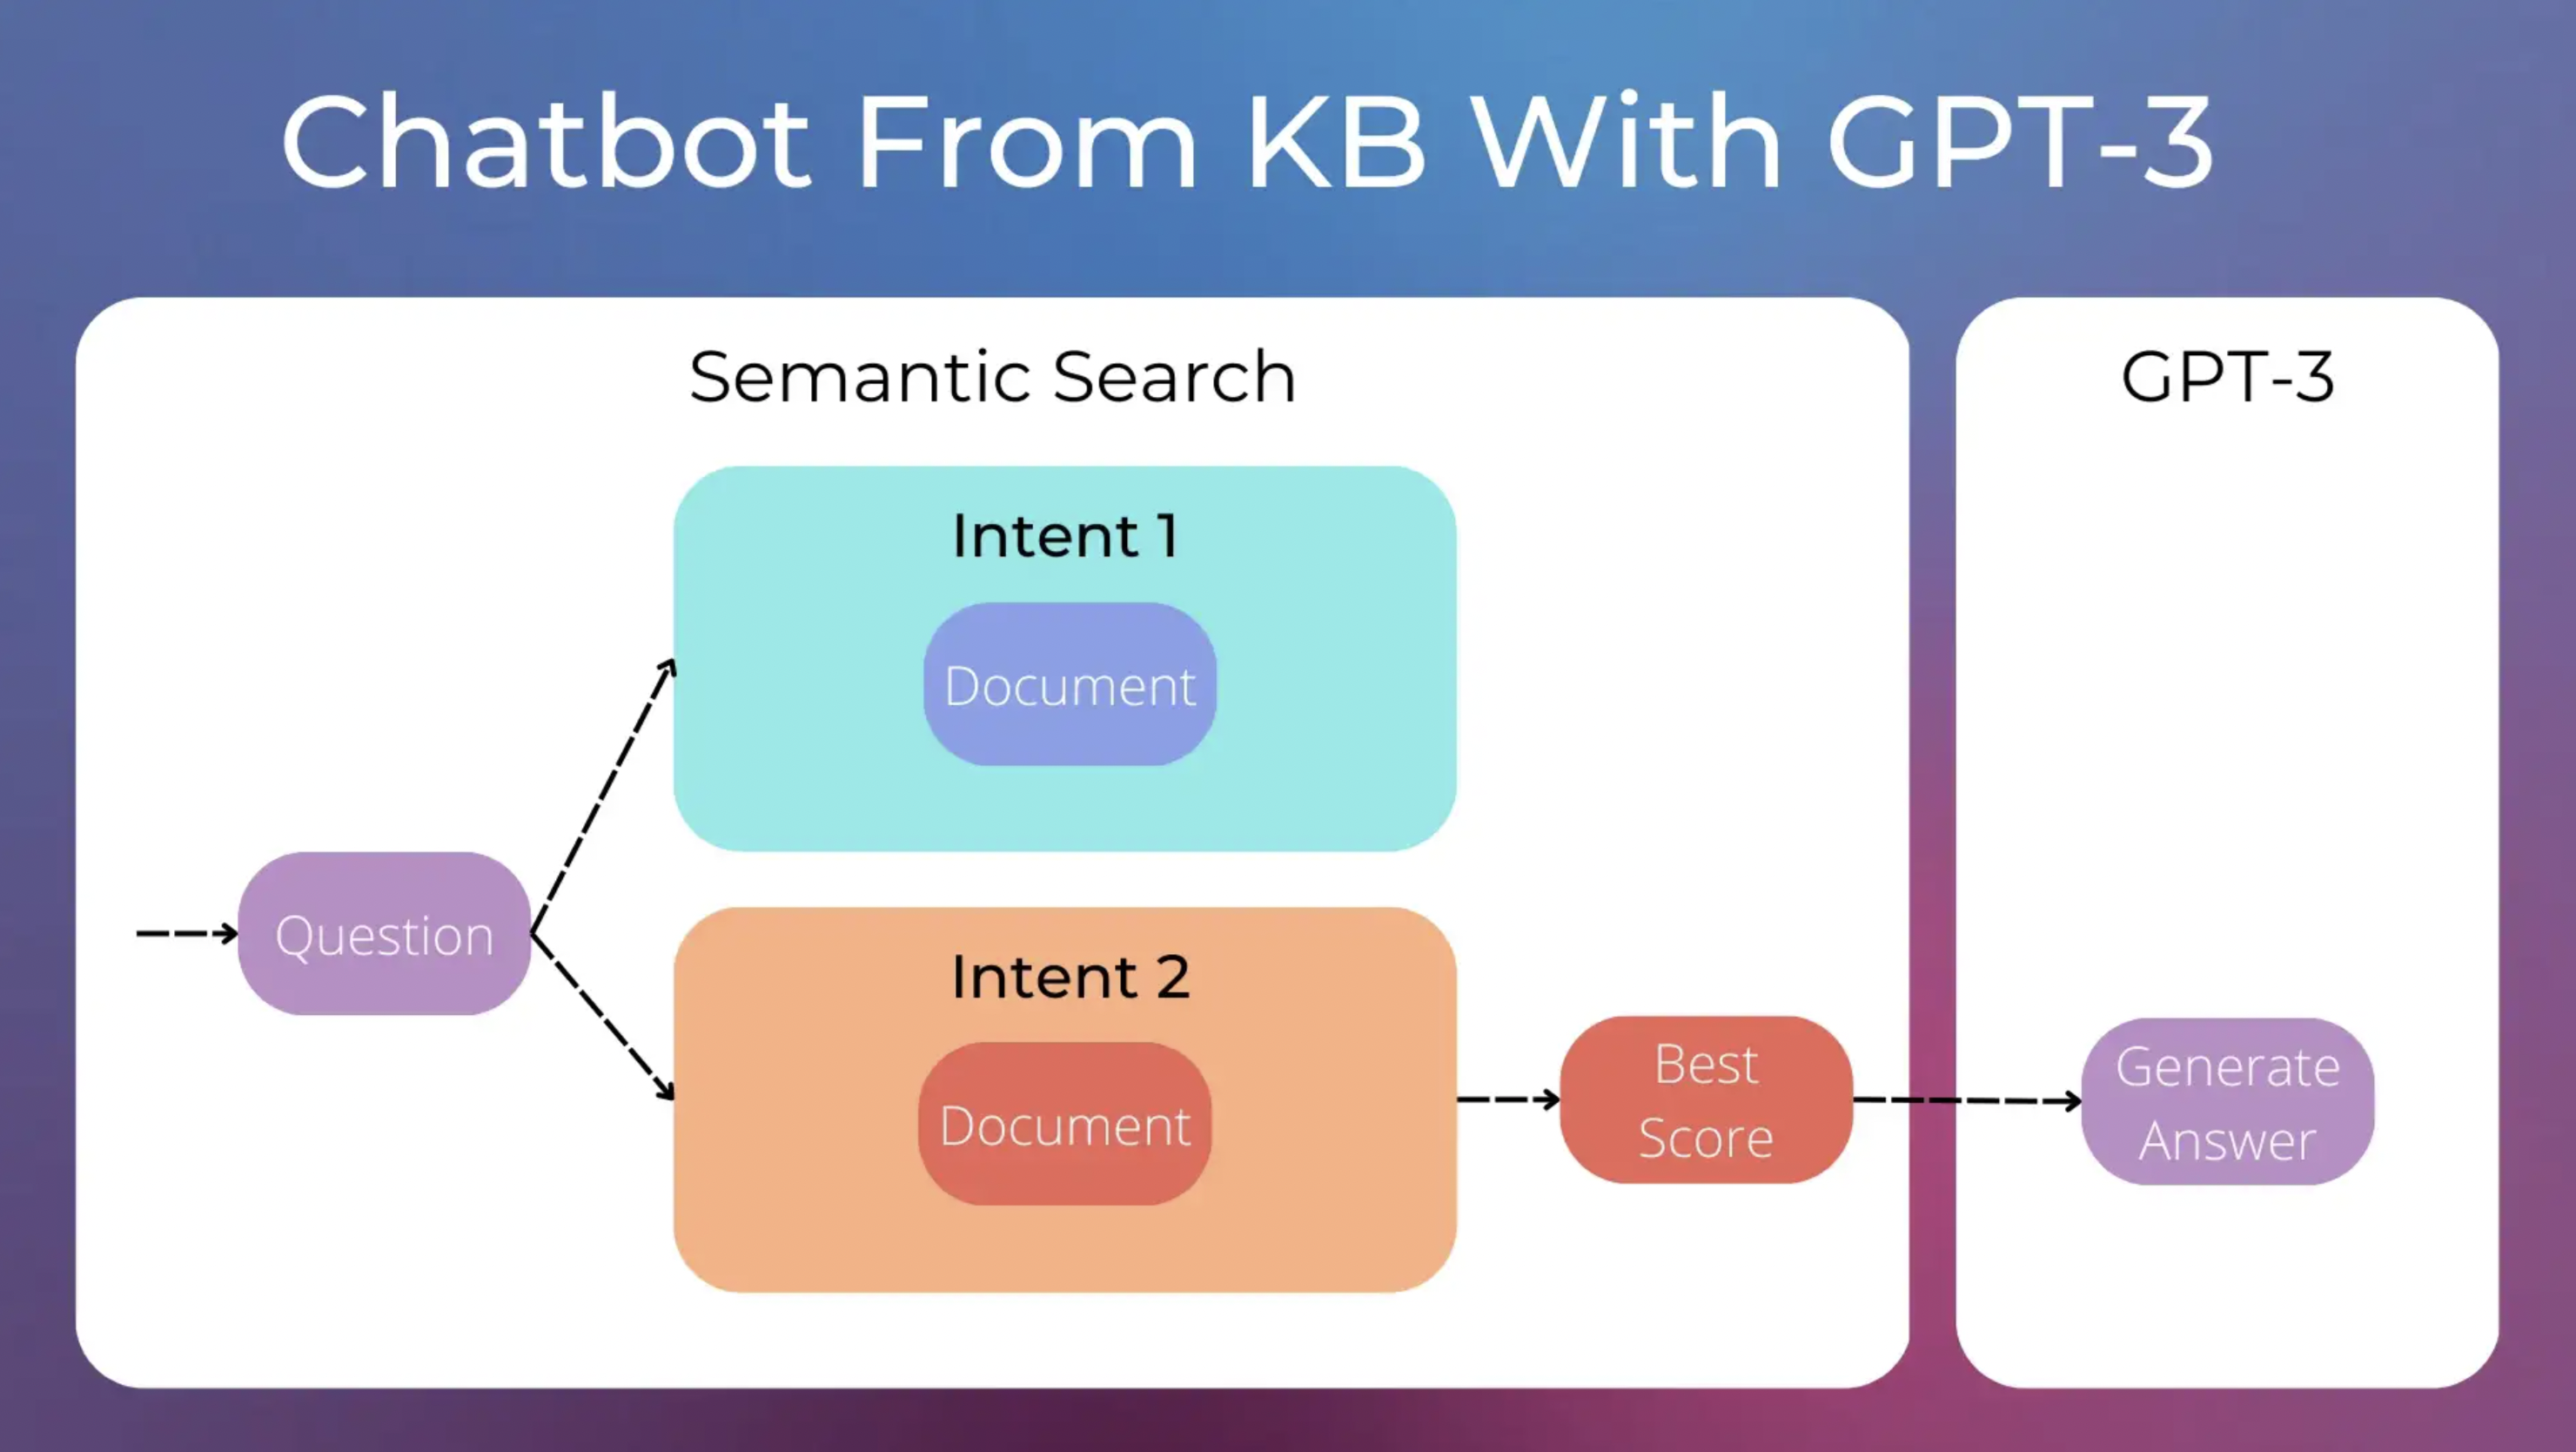 Chatbot From KB With GPT-3
Semantic Search
GPT-3
Intent 1
Document
Question
Intent 2
Document
Best
Score
Generate
Answer